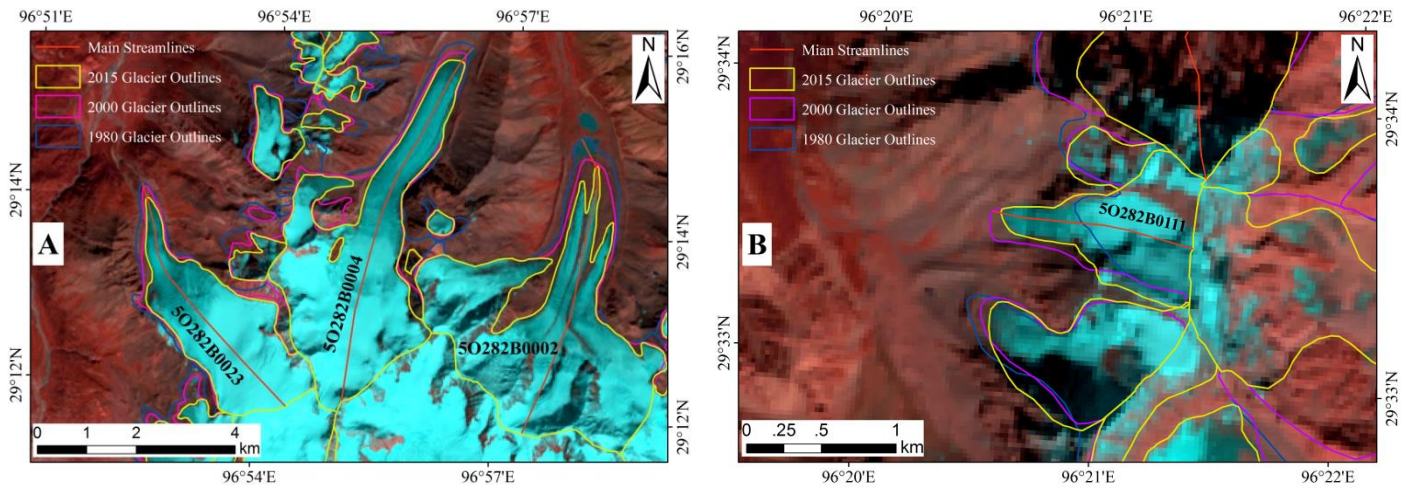 96°51'E 96°54'E 96°57'E
Main Streamlines
2015 Glacier Outlines
2000 Glacier Outlines
1980 Glacier Outlines
N
29°16'N
29°14'N
29°14'N
29°12'N
29°12'N
A
5O282B0023
5O282B0004
5O282B0002
0 1 2 4
km
96°54'E 96°57'E
96°20'E 96°21'E 96°22'E
Mian Streamlines
2015 Glacier Outlines
2000 Glacier Outlines
1980 Glacier Outlines
N
29°34'N
29°34'N
29°33'N
29°33'N
B
5O282B0111
0 .25 .5 1
km
96°20'E 96°21'E 96°22'E